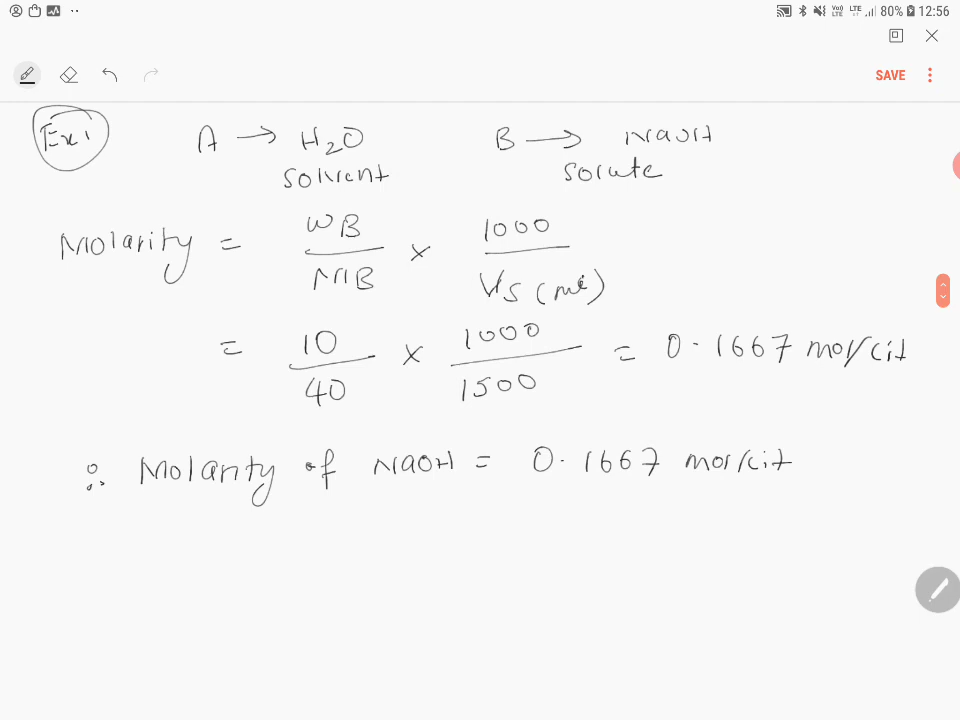 80% 12:56
SAVE
Ex1 A → H2O B → NaOH
solvent solute
Molarity = WB/MB × 1000/Vs (ml)
= 10/40 × 1000/1500 = 0.1667 mol/lit
∴ Molarity of NaOH = 0.1667 mol/lit